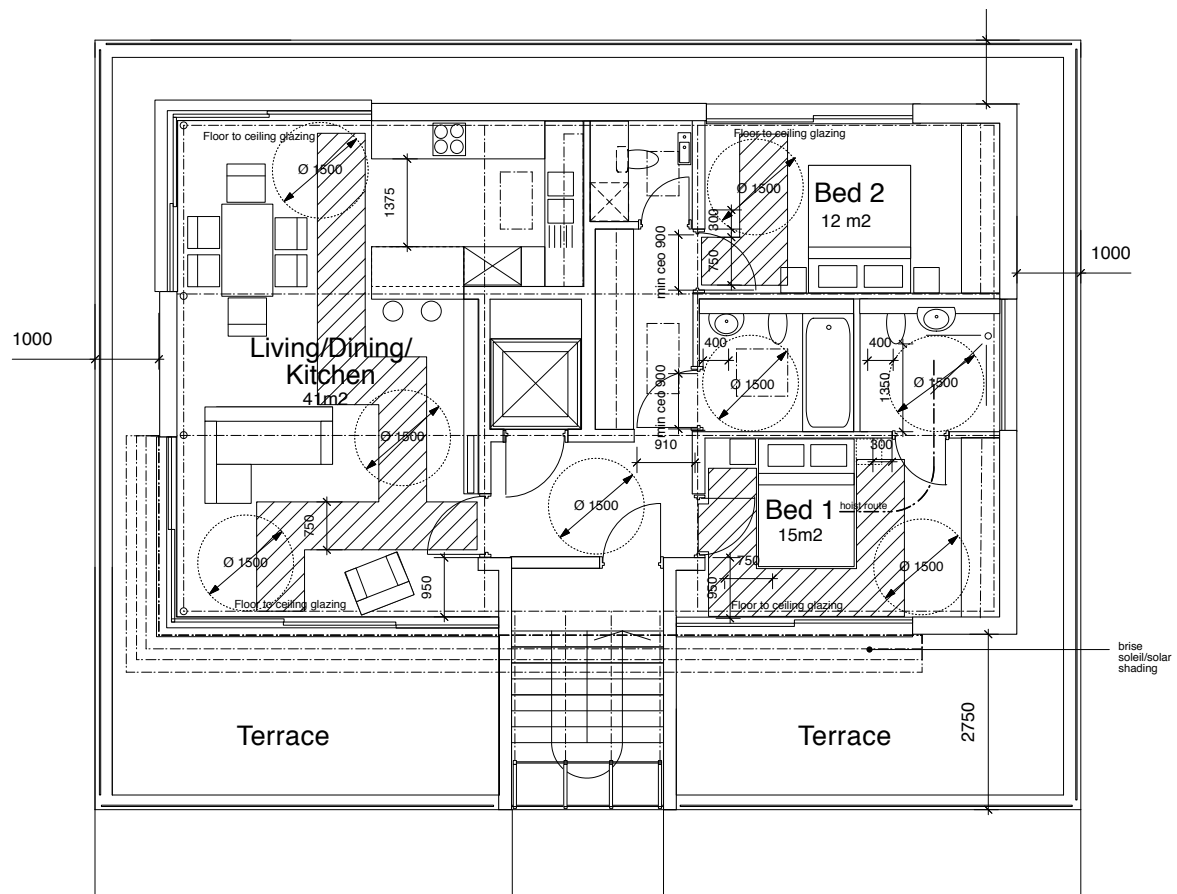 Floor to ceiling glazing
Ø 1500
1375
Floor to ceiling glazing
Ø 1500
Bed 2
12 m2
300
750
min ceo 900
1000
1000
Living/Dining/
Kitchen
41m2
Ø 1500
400
Ø 1500
400
1350
Ø 1500
min ceo 900
910
300
Ø 1500
Bed 1
15m2
hoist route
750
Ø 1500
950
Floor to ceiling glazing
750
950
Ø 1500
Floor to ceiling glazing
brise
soleil/solar
shading
2750
Terrace
Terrace